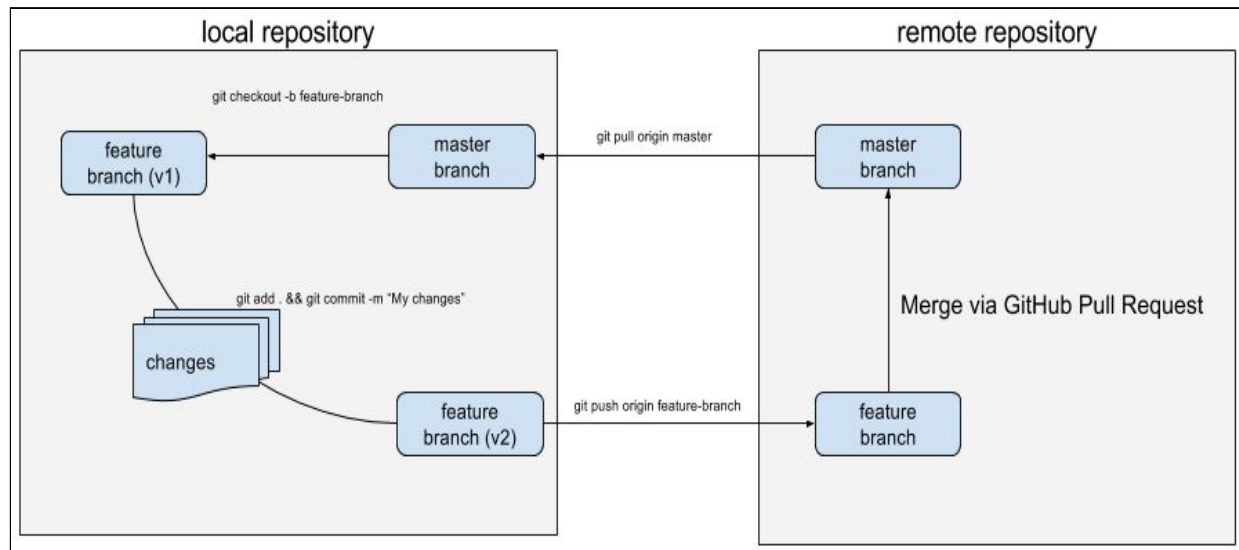 local repository
remote repository
git checkout -b feature-branch
feature
branch (v1)
master
branch
git pull origin master
master
branch
git add . && git commit -m “My changes”
changes
Merge via GitHub Pull Request
feature
branch (v2)
git push origin feature-branch
feature
branch